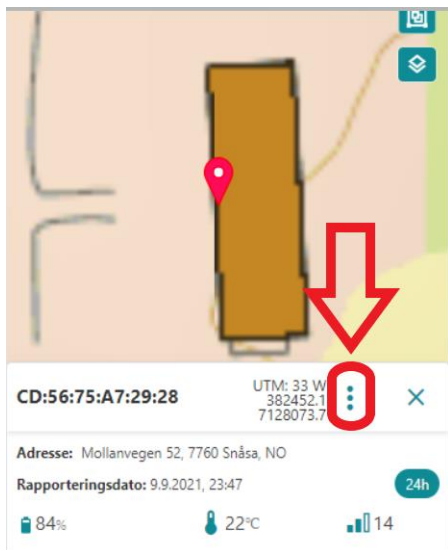 CD:56:75:A7:29:28
UTM: 33 W
382452.1
7128073.7
Adresse: Mollanvegen 52, 7760 Snåsa, NO
Rapporteringsdato: 9.9.2021, 23:47
24h
84%
22°C
14